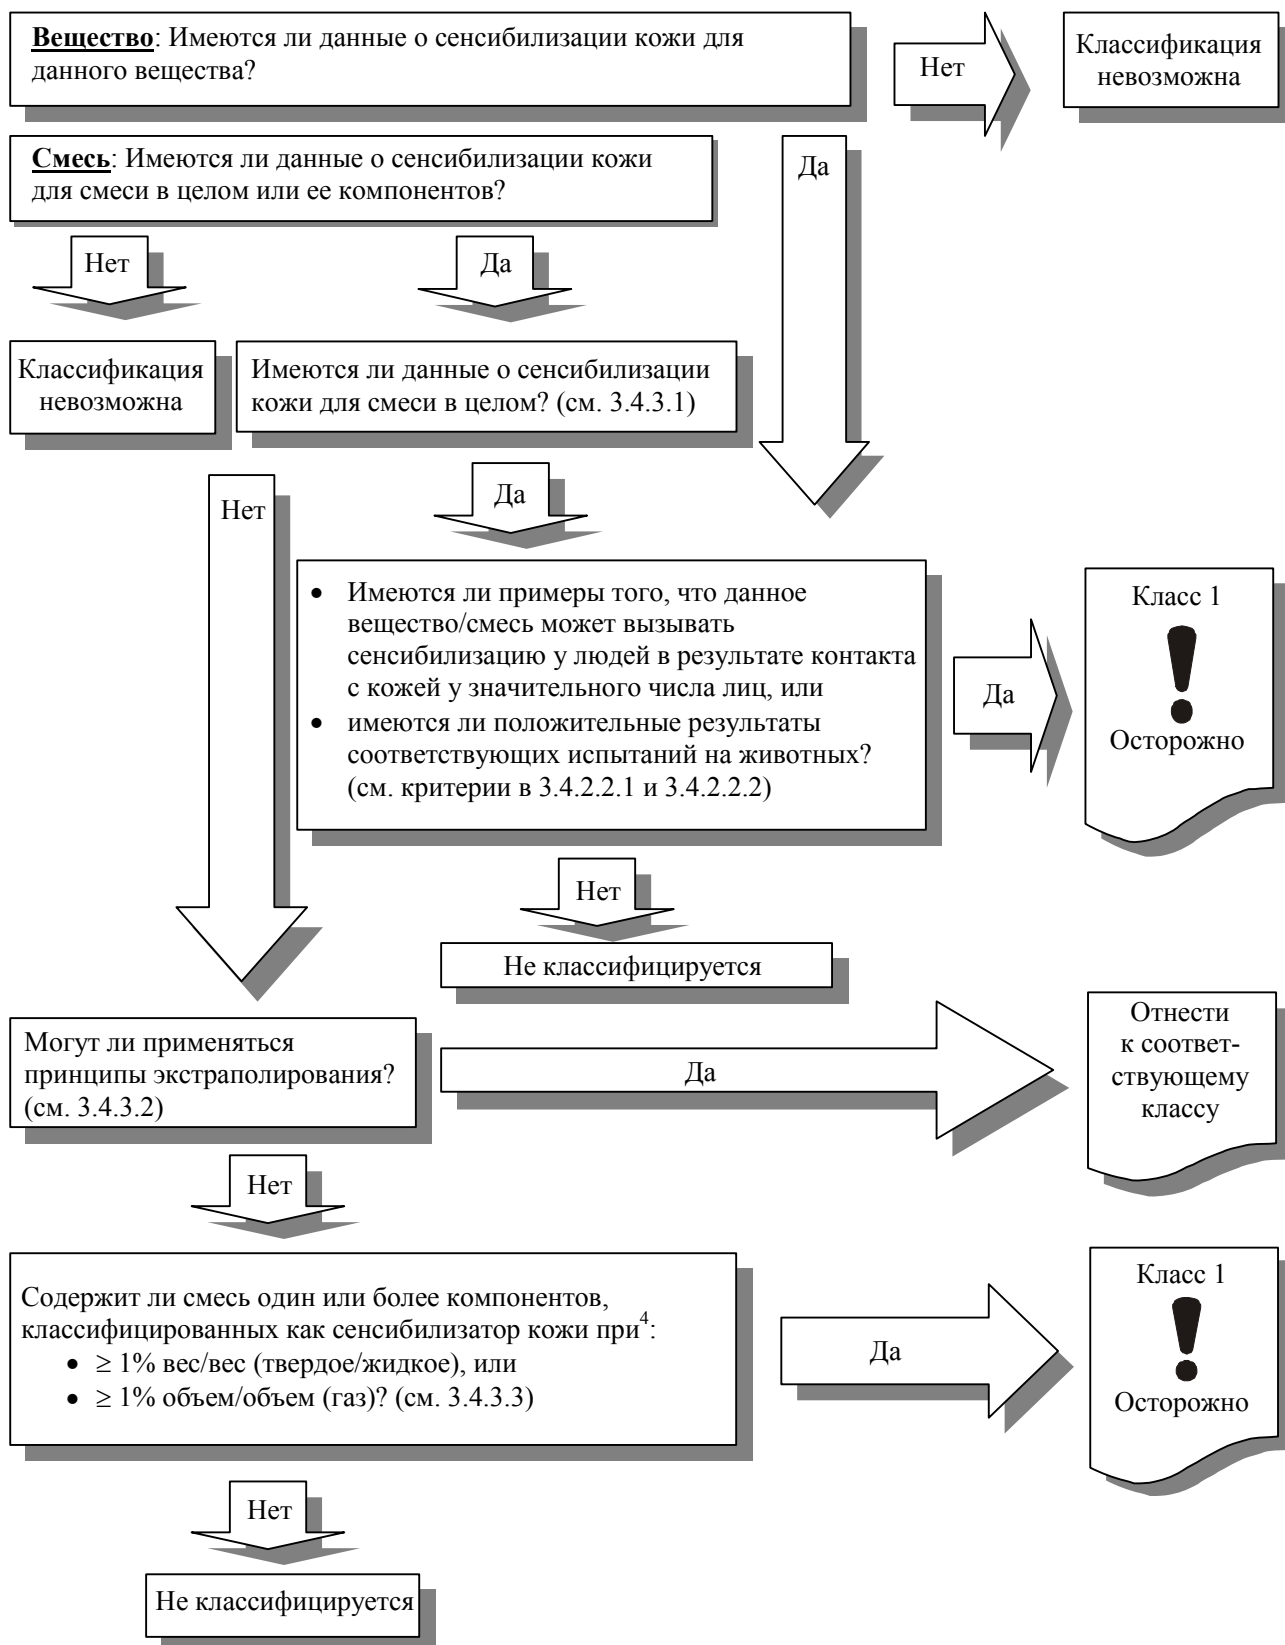 Вещество: Имеются ли данные о сенсибилизации кожи для
данного вещества?
Нет
Классификация
невозможна
Смесь: Имеются ли данные о сенсибилизации кожи
для смеси в целом или ее компонентов?
Да
Нет
Да
Классификация
невозможна
Имеются ли данные о сенсибилизации
кожи для смеси в целом? (см. 3.4.3.1)
Нет
Да
• Имеются ли примеры того, что данное
вещество/смесь может вызывать
сенсибилизацию у людей в результате контакта
с кожей у значительного числа лиц, или
• имеются ли положительные результаты
соответствующих испытаний на животных?
(см. критерии в 3.4.2.2.1 и 3.4.2.2.2)
Да
Класс 1
!
Осторожно
Нет
Не классифицируется
Могут ли применяться
принципы экстраполирования?
(см. 3.4.3.2)
Да
Отнести
к соответ-
ствующему
классу
Нет
Содержит ли смесь один или более компонентов,
классифицированных как сенсибилизатор кожи при⁴:
• ≥ 1% вес/вес (твердое/жидкое), или
• ≥ 1% объем/объем (газ)? (см. 3.4.3.3)
Да
Класс 1
!
Осторожно
Нет
Не классифицируется